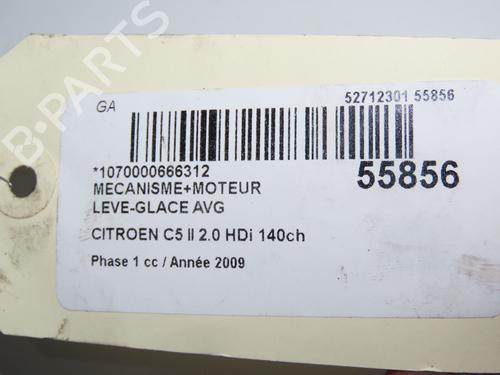 GA
52712301 55856
*1070000666312
55856
MECANISME+MOTEUR
LEVE-GLACE AVG
CITROEN C5 II 2.0 HDi 140ch
Phase 1 cc / Année 2009
B-PARTS